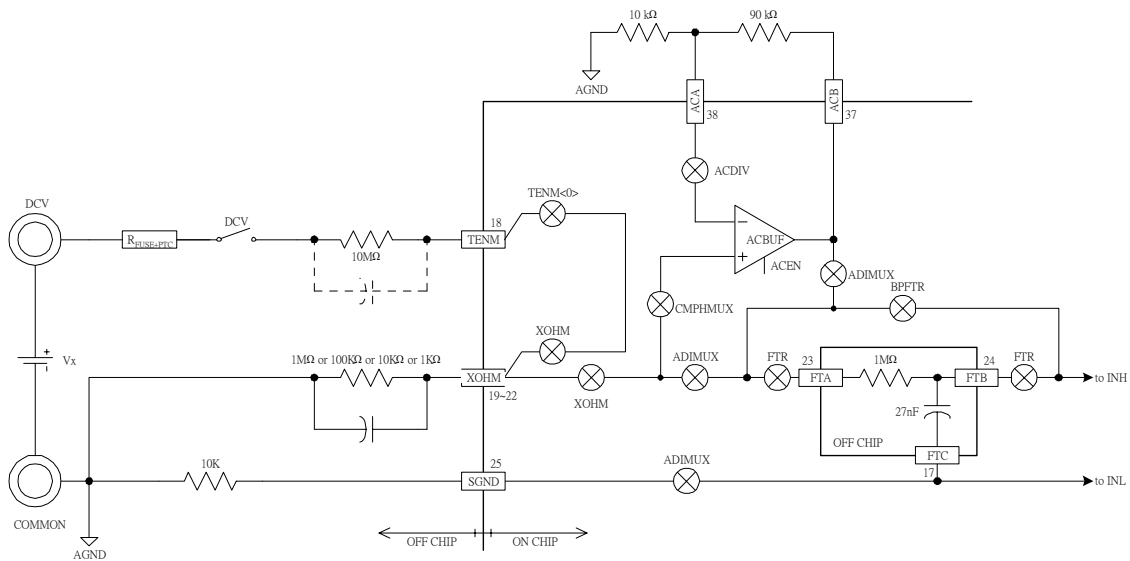 10 kΩ
90 kΩ
AGND
ACA
38
ACB
37
ACDIV
DCV
TENM<0>
DCV
18
RFUSE+PTC
TENM
10MΩ
ACBUF
ACEN
ADIMUX
BPFTR
CMPHMUX
XOHM
Vx
1MΩ or 100KΩ or 10KΩ or 1KΩ
ADIMUX
FTR
23
1MΩ
24
FTR
XOHM
19~22
XOHM
FTA
FTB
to INH
27nF
OFF CHIP
FTC
17
10K
25
SGND
ADIMUX
to INL
COMMON
AGND
OFF CHIP
ON CHIP